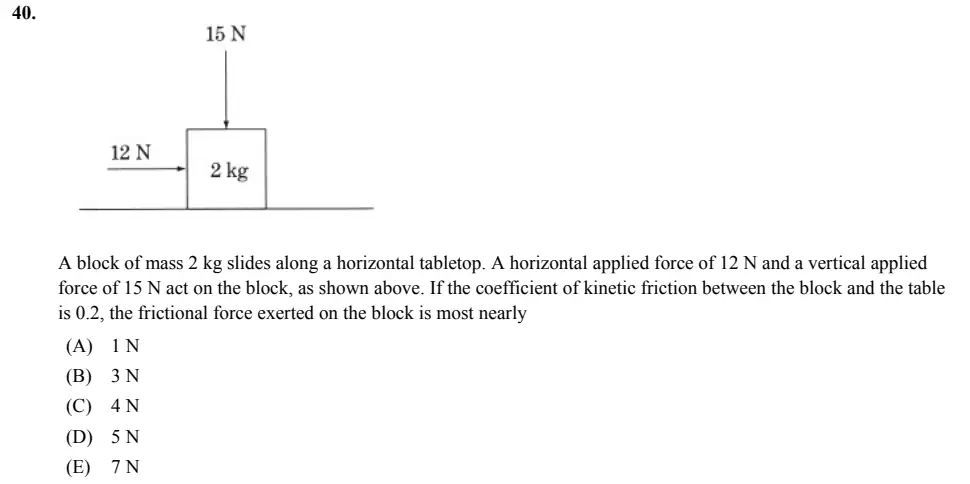 40.
15 N
12 N
2 kg
A block of mass 2 kg slides along a horizontal tabletop. A horizontal applied force of 12 N and a vertical applied
force of 15 N act on the block, as shown above. If the coefficient of kinetic friction between the block and the table
is 0.2, the frictional force exerted on the block is most nearly
(A) 1 N
(B) 3 N
(C) 4 N
(D) 5 N
(E) 7 N